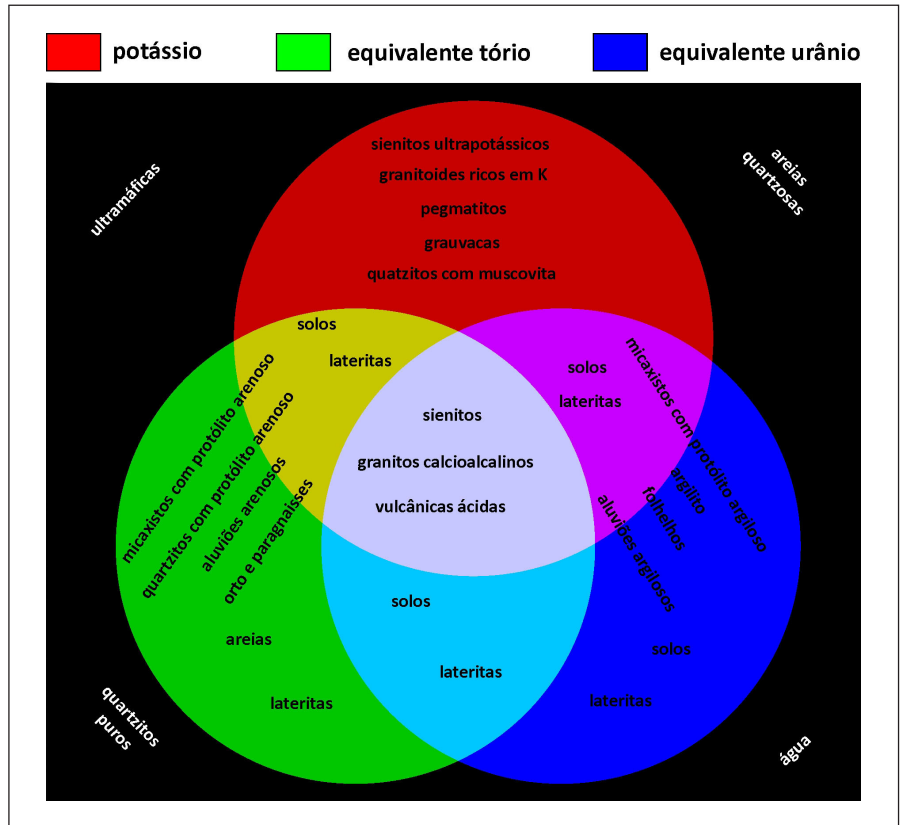 potássio
equivalente tório
equivalente urânio
ultramáficas
areias
quartzosas
sienitos ultrapotássicos
granitoides ricos em K
pegmatitos
grauvacas
quatzitos com muscovita
solos
lateritas
solos
lateritas
micaxistos com protólito arenoso
quartzitos com protólito arenoso
aluviões arenosos
orto e paragnaisses
sienitos
granitos calcioalcalinos
vulcânicas ácidas
micaxistos com protólito argiloso
argilito
folhelhos
aluviões argilosos
areias
lateritas
solos
lateritas
solos
lateritas
quartzitos
puros
água